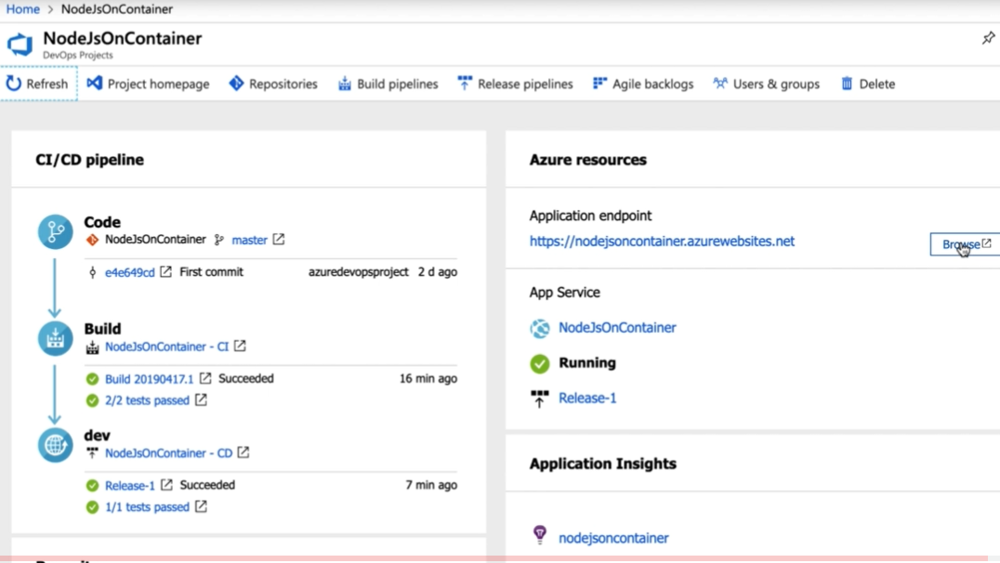 Home > NodeJsOnContainer
NodeJsOnContainer
DevOps Projects
Refresh Project homepage Repositories Build pipelines Release pipelines Agile backlogs Users & groups Delete
CI/CD pipeline
Code
NodeJsOnContainer master
e4e649cd First commit azuredevopsproject 2 d ago
Build
NodeJsOnContainer - CI
Build 20190417.1 Succeeded 16 min ago
2/2 tests passed
dev
NodeJsOnContainer - CD
Release-1 Succeeded 7 min ago
1/1 tests passed
Azure resources
Application endpoint
https://nodejsoncontainer.azurewebsites.net
Browse
App Service
NodeJsOnContainer
Running
Release-1
Application Insights
nodejsoncontainer